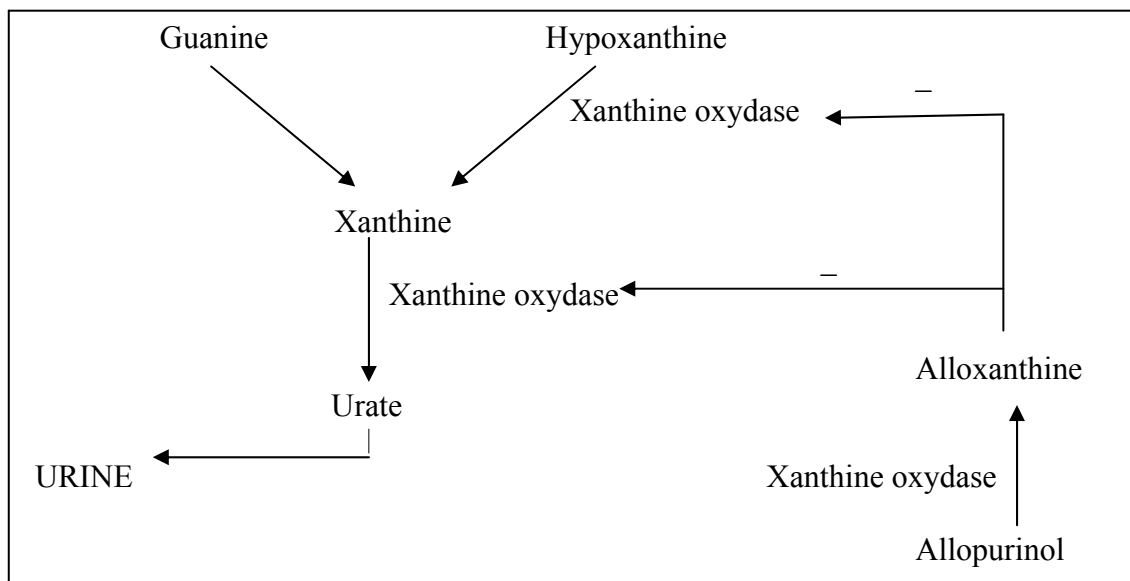 Guanine
Hypoxanthine
–
Xanthine oxydase
Xanthine
–
Xanthine oxydase
Alloxanthine
Urate
URINE
Xanthine oxydase
Allopurinol